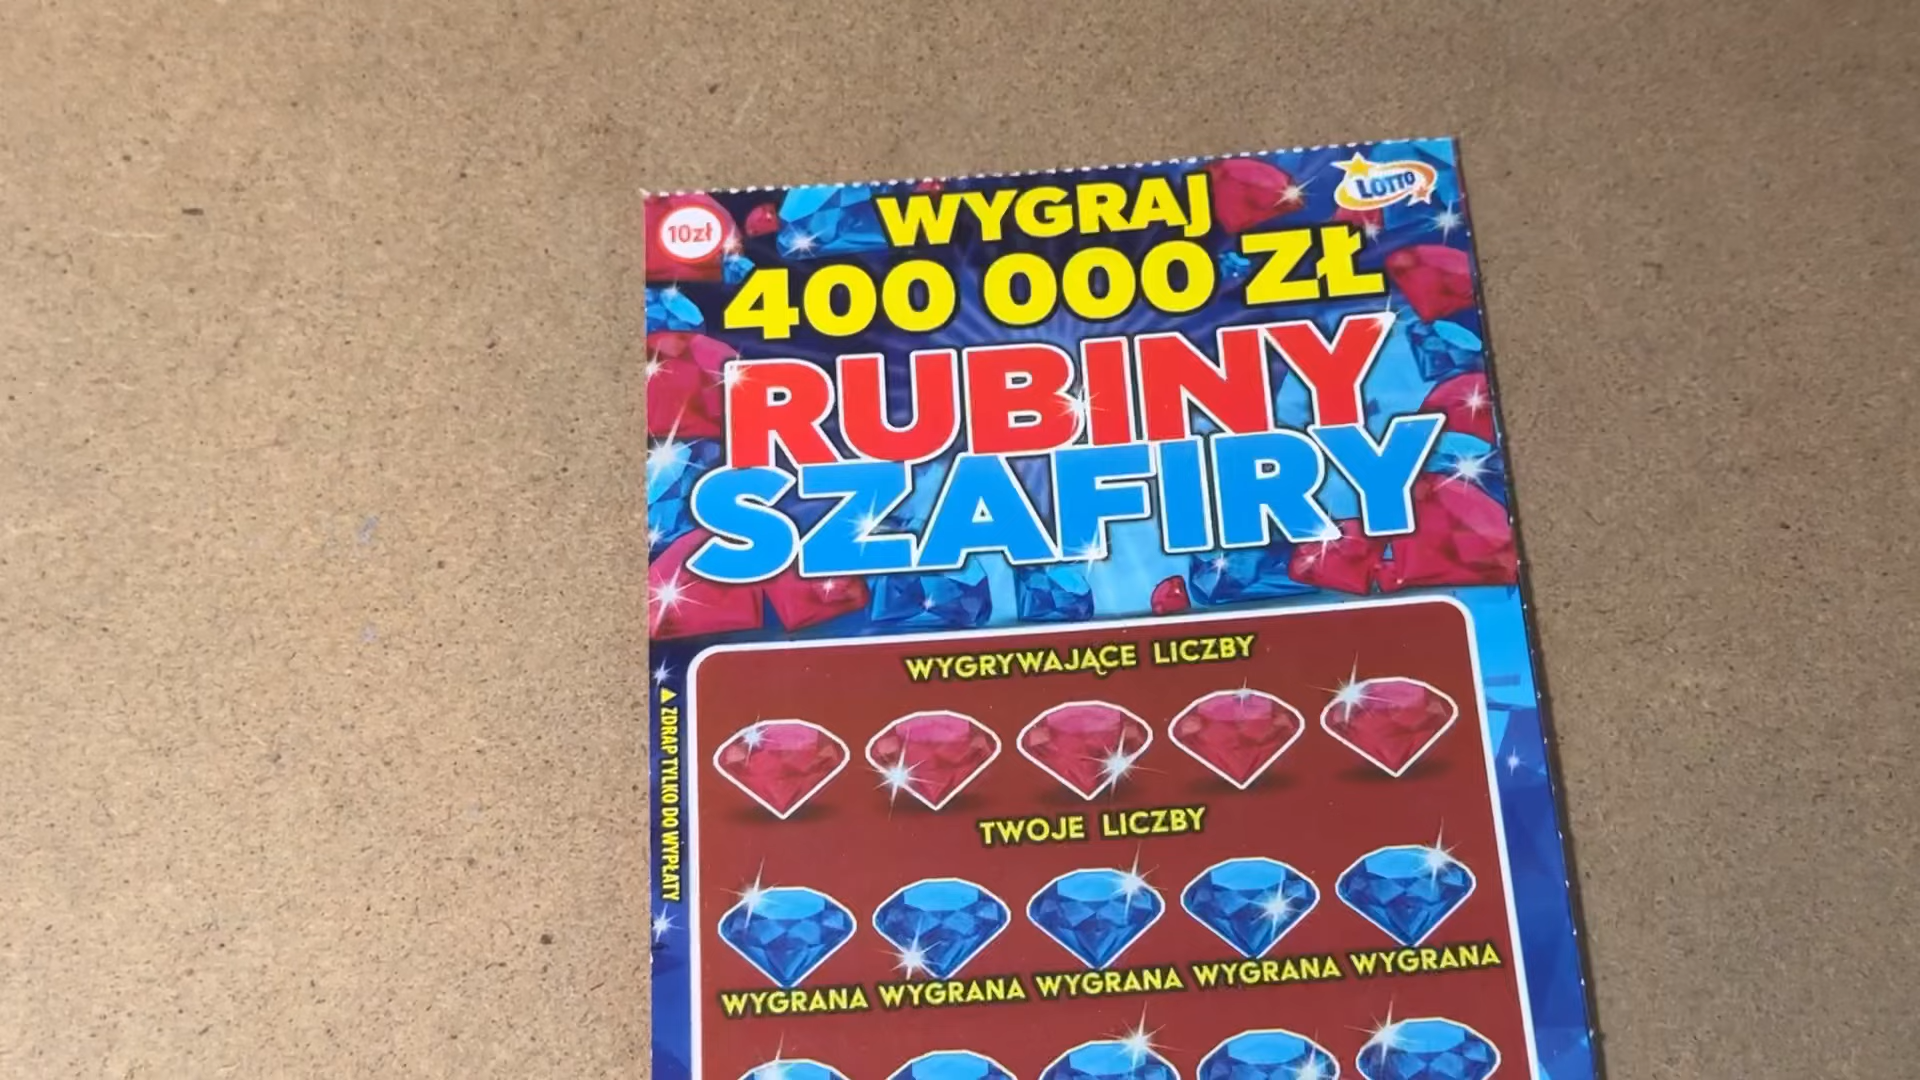 10zł
LOTTO
WYGRAJ
400 000 ZŁ
RUBINY
SZAFIRY
WYGRYWAJĄCE LICZBY
TWOJE LICZBY
WYGRANA WYGRANA WYGRANA WYGRANA WYGRANA
ZDRAP TYLKO DO WYPŁATY